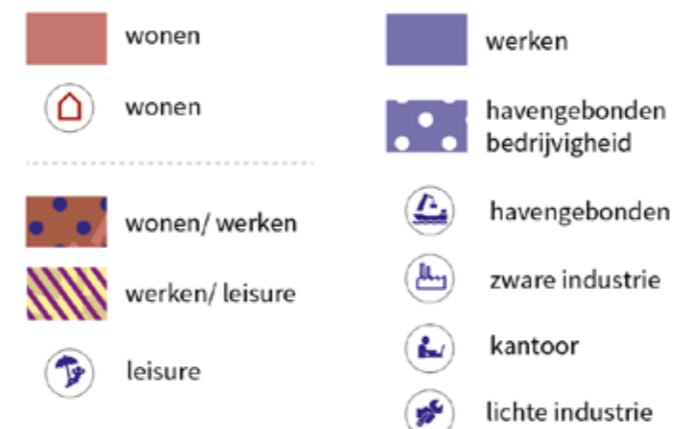 wonen
wonen
wonen/ werken
werken/ leisure
leisure
werken
havengebonden
bedrijvigheid
havengebonden
zware industrie
kantoor
lichte industrie